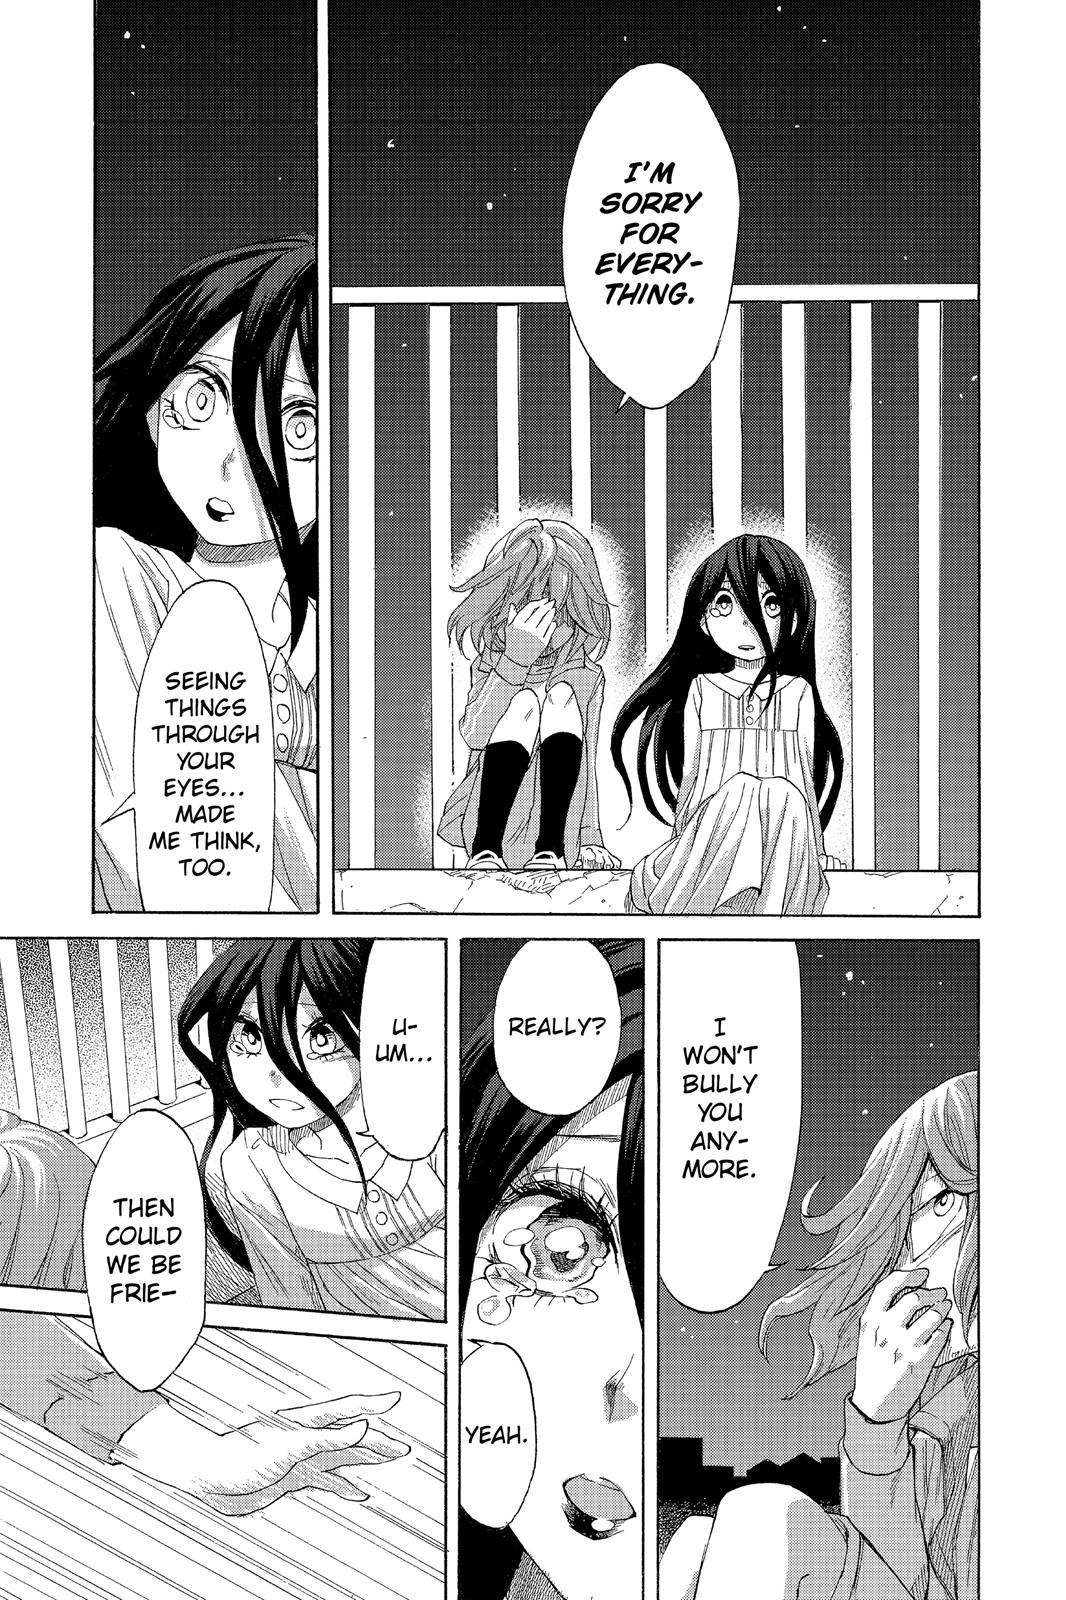 I'M
SORRY
FOR
EVERY-
THING.
SEEING
THINGS
THROUGH
YOUR
EYES...
MADE
ME THINK,
TOO.
I
WON'T
BULLY
YOU
ANY-
MORE.
REALLY?
YEAH.
U-
UM...
THEN
COULD
WE BE
FRIE-